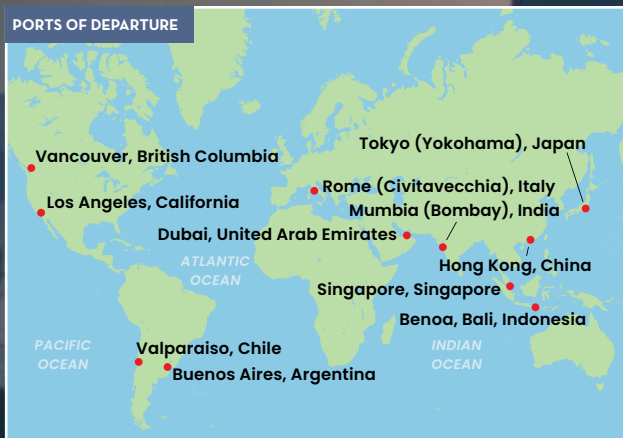 PORTS OF DEPARTURE
Tokyo (Yokohama), Japan
Vancouver, British Columbia
Rome (Civitavecchia), Italy
Los Angeles, California
Mumbia (Bombay), India
Dubai, United Arab Emirates
ATLANTIC
OCEAN
Hong Kong, China
Singapore, Singapore
Benoa, Bali, Indonesia
PACIFIC
OCEAN
Valparaiso, Chile
INDIAN
OCEAN
Buenos Aires, Argentina